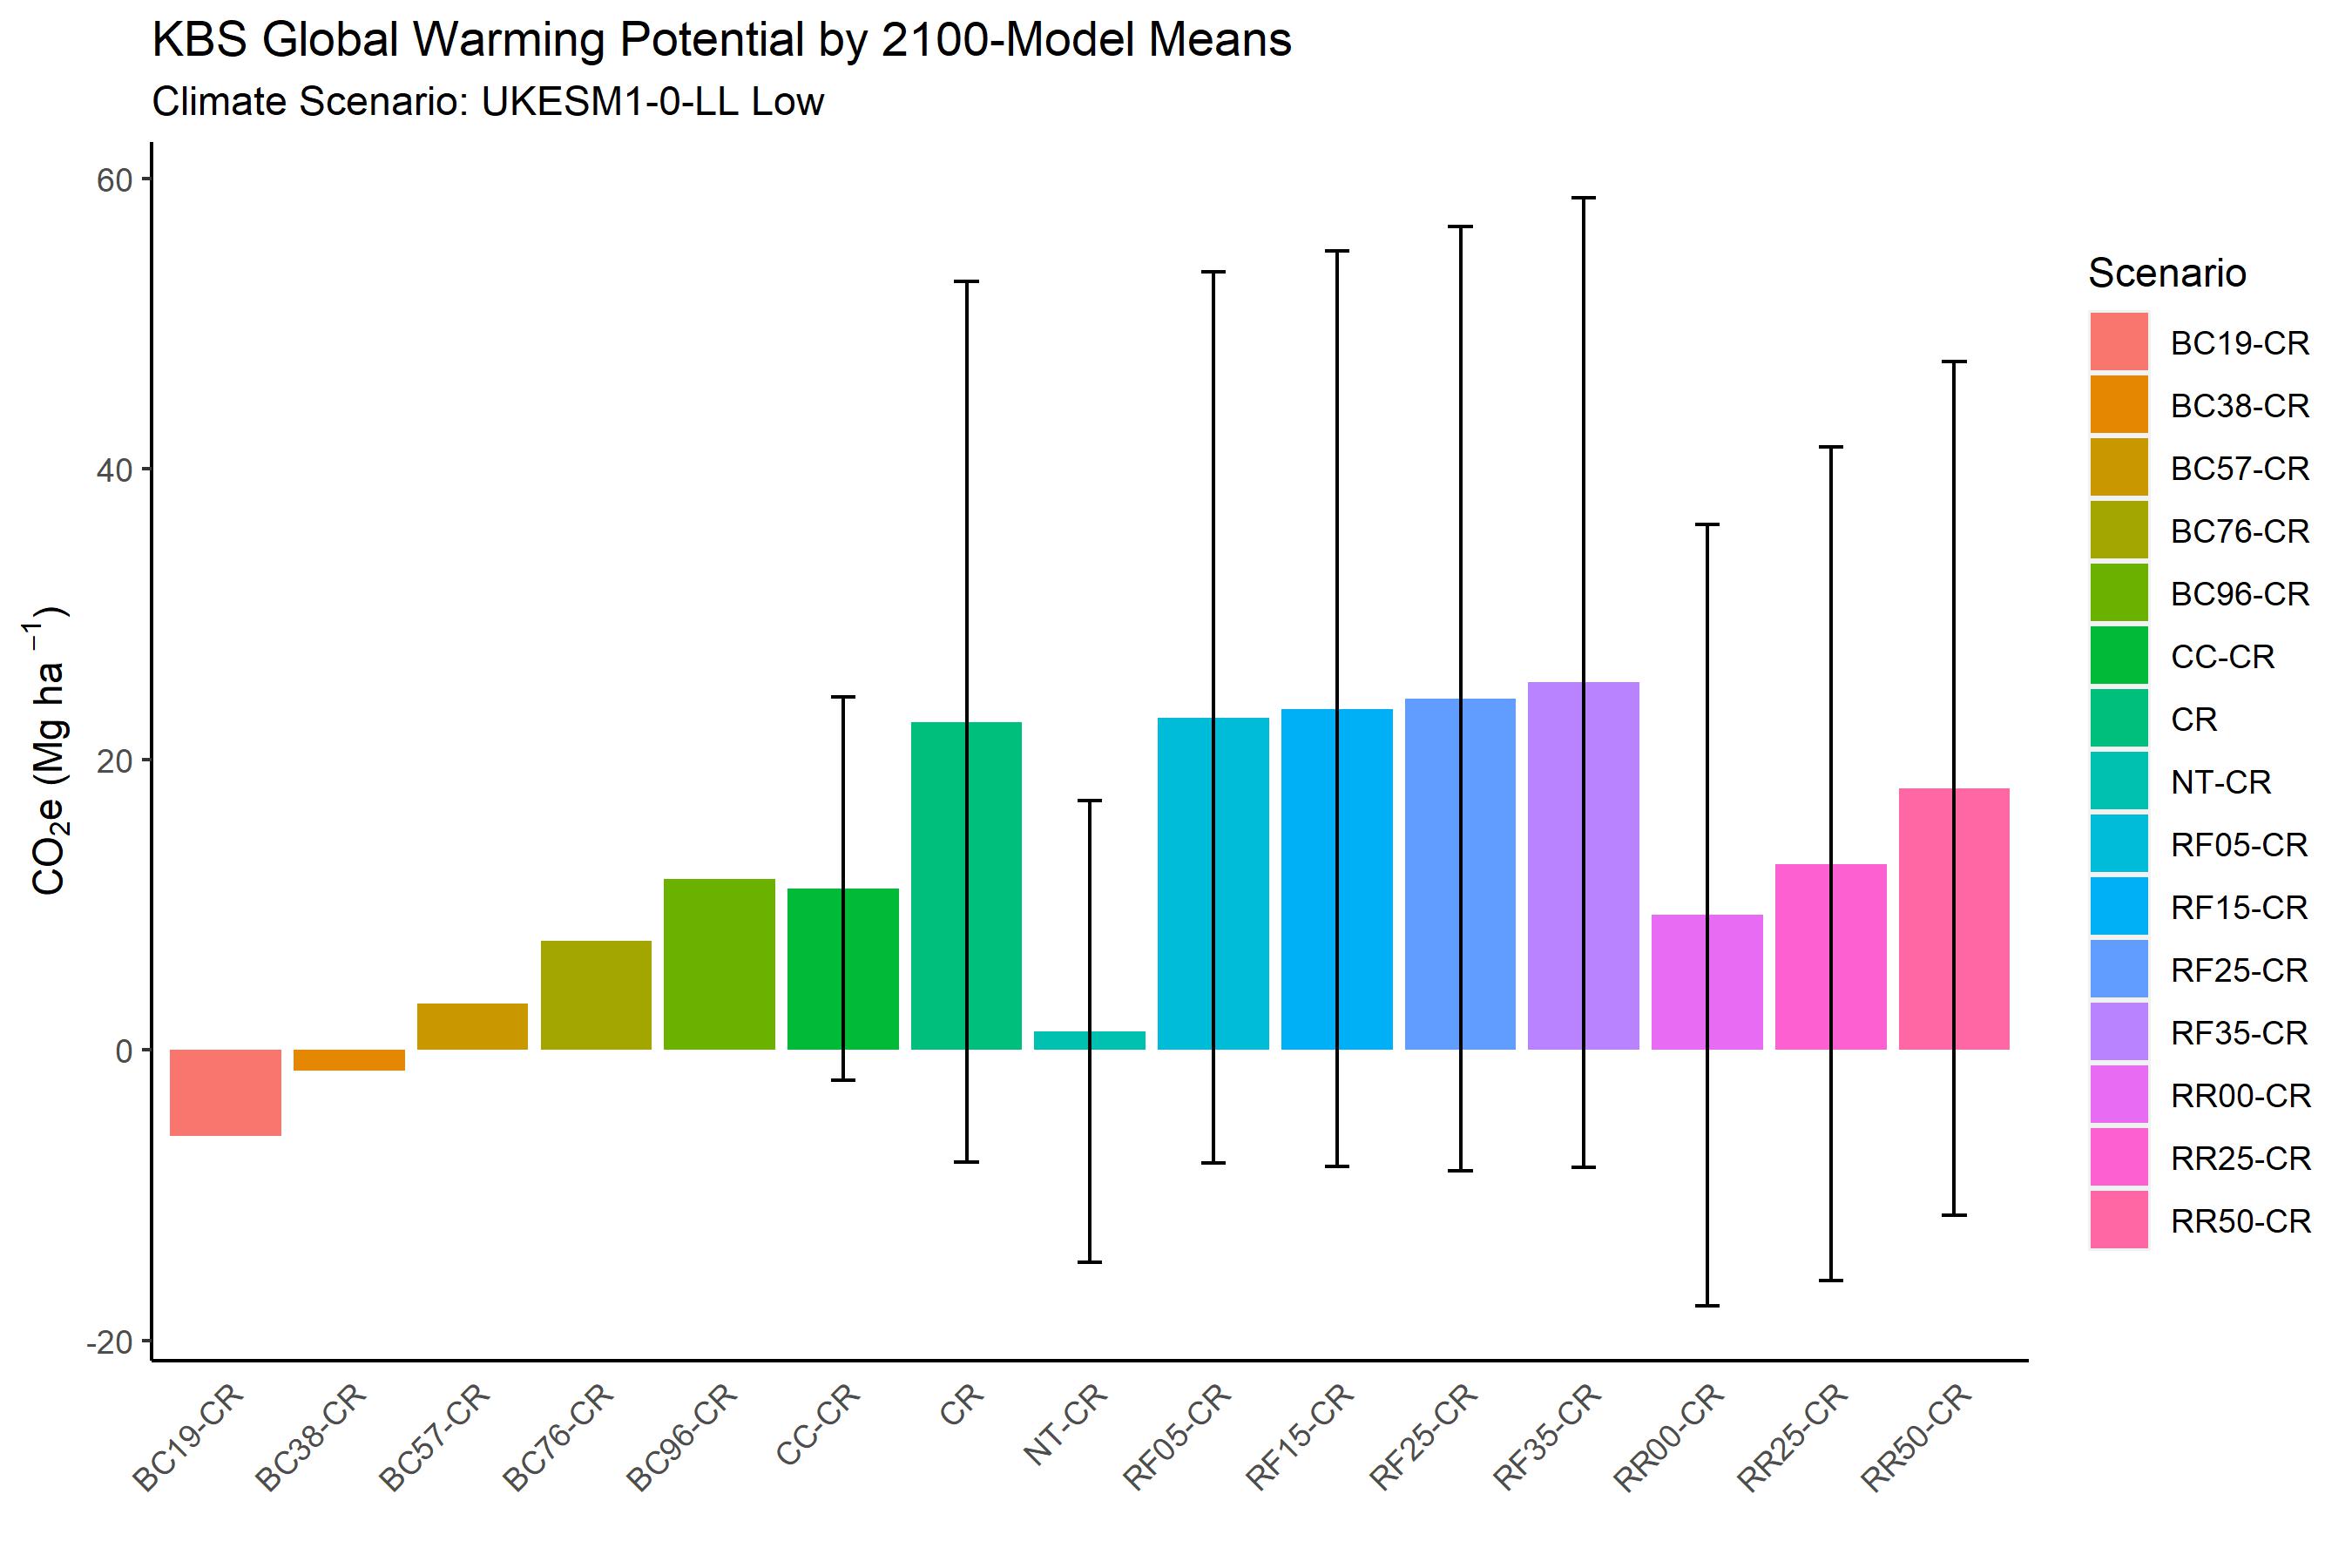 KBS Global Warming Potential by 2100-Model Means
Climate Scenario: UKESM1-0-LL Low
CO₂e (Mg ha ⁻¹)
60
40
20
0
-20
BC19-CR
BC38-CR
BC57-CR
BC76-CR
BC96-CR
CC-CR
CR
NT-CR
RF05-CR
RF15-CR
RF25-CR
RF35-CR
RR00-CR
RR25-CR
RR50-CR
Scenario
BC19-CR
BC38-CR
BC57-CR
BC76-CR
BC96-CR
CC-CR
CR
NT-CR
RF05-CR
RF15-CR
RF25-CR
RF35-CR
RR00-CR
RR25-CR
RR50-CR